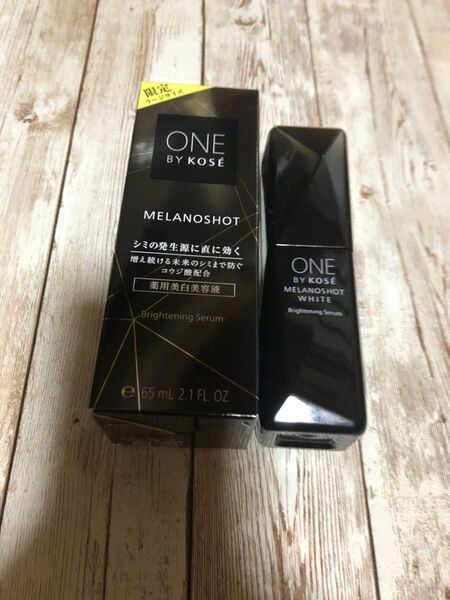 限定
ラージサイズ
ONE
BY KOSÉ
MELANOSHOT
シミの発生源に直に効く
増え続ける未来のシミまで防ぐ
コウジ酸配合
薬用美白美容液
Brightening Serum
℮ 65 mL 2.1 FL. OZ.
ONE
BY KOSÉ
MELANOSHOT
WHITE
Brightening Serum